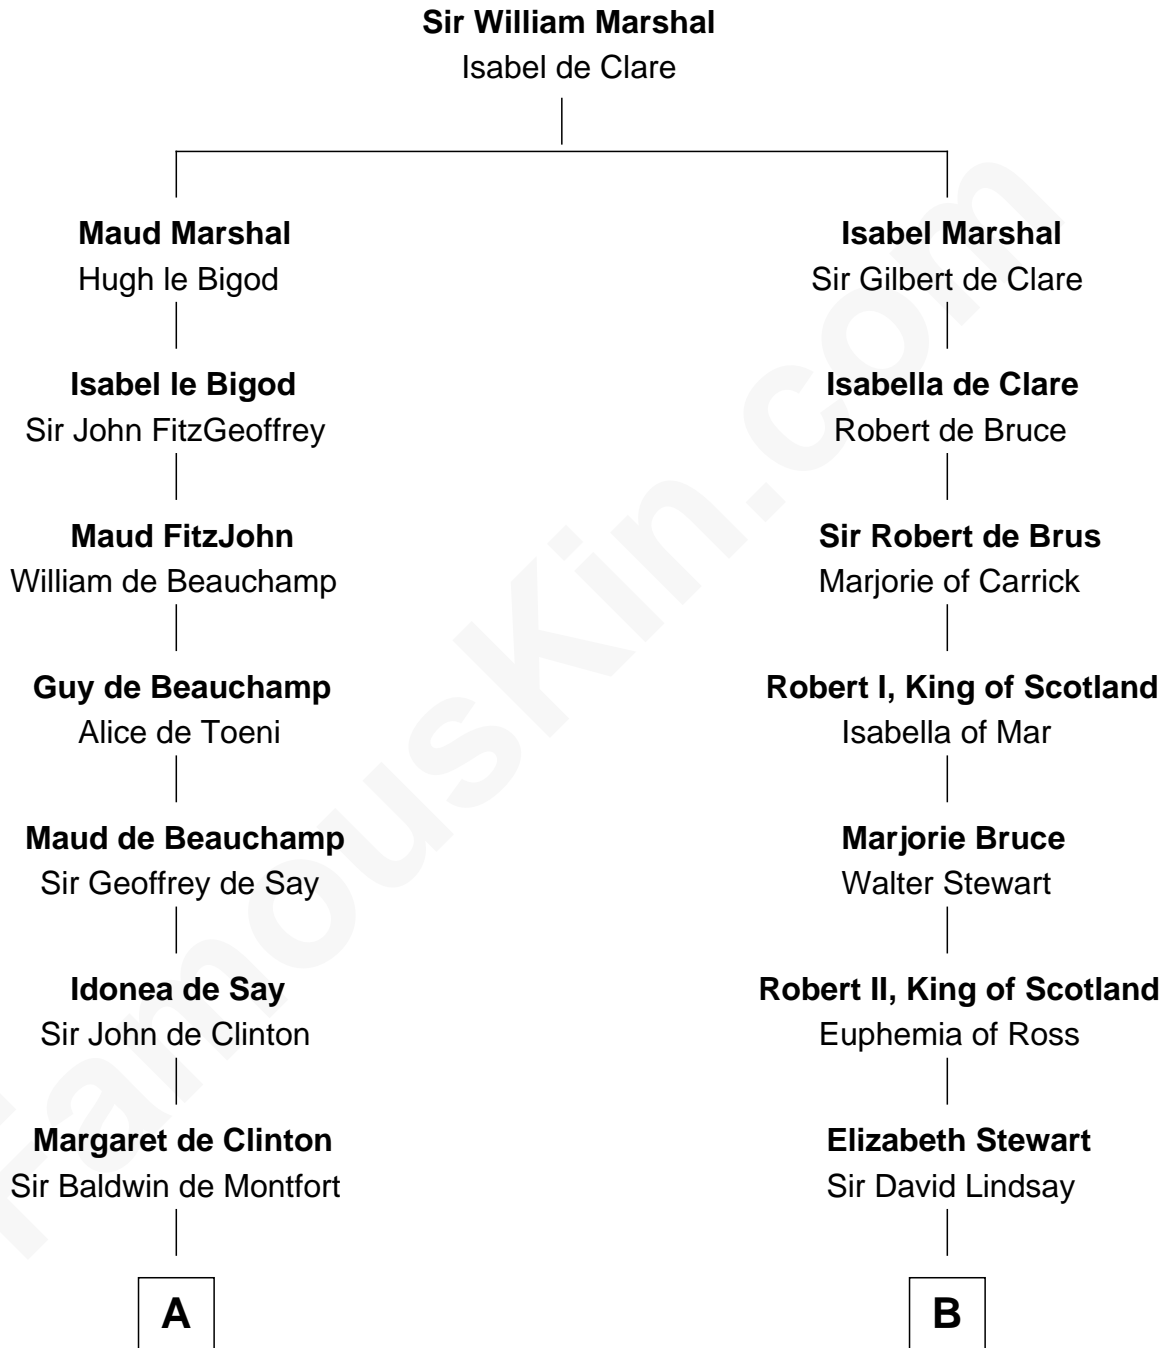 Sir William Marshal
Isabel de Clare
Maud Marshal
Hugh le Bigod
Isabel Marshal
Sir Gilbert de Clare
Isabel le Bigod
Sir John FitzGeoffrey
Isabella de Clare
Robert de Bruce
Maud FitzJohn
William de Beauchamp
Sir Robert de Brus
Marjorie of Carrick
Guy de Beauchamp
Alice de Toeni
Robert I, King of Scotland
Isabella of Mar
Maud de Beauchamp
Sir Geoffrey de Say
Marjorie Bruce
Walter Stewart
Idonea de Say
Sir John de Clinton
Robert II, King of Scotland
Euphemia of Ross
Margaret de Clinton
Sir Baldwin de Montfort
Elizabeth Stewart
Sir David Lindsay
A
B
FamousKin.com